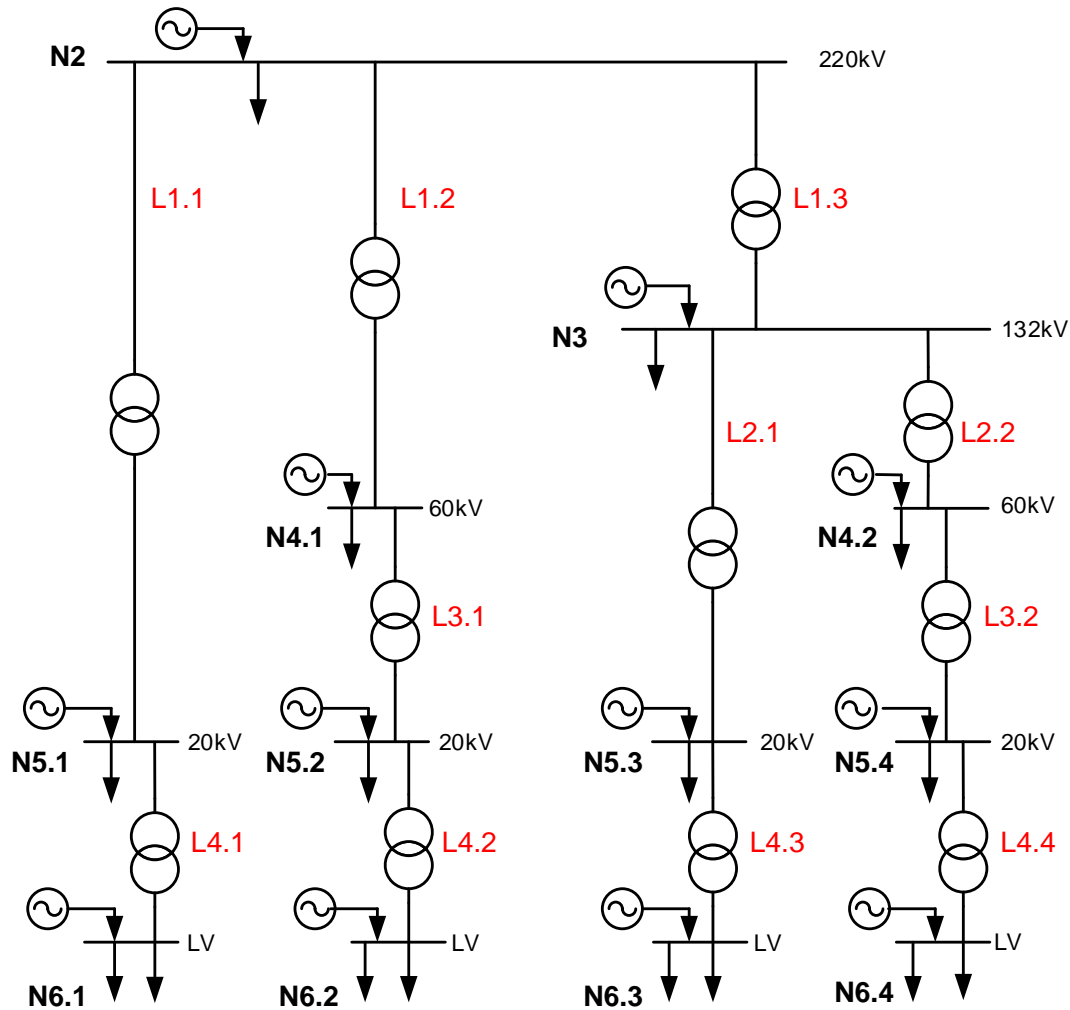 N2
220kV
L1.1
L1.2
L1.3
N3
132kV
L2.1
L2.2
N4.1
60kV
N4.2
60kV
L3.1
L3.2
N5.1
20kV
N5.2
20kV
N5.3
20kV
N5.4
20kV
L4.1
L4.2
L4.3
L4.4
N6.1
LV
N6.2
LV
N6.3
LV
N6.4
LV